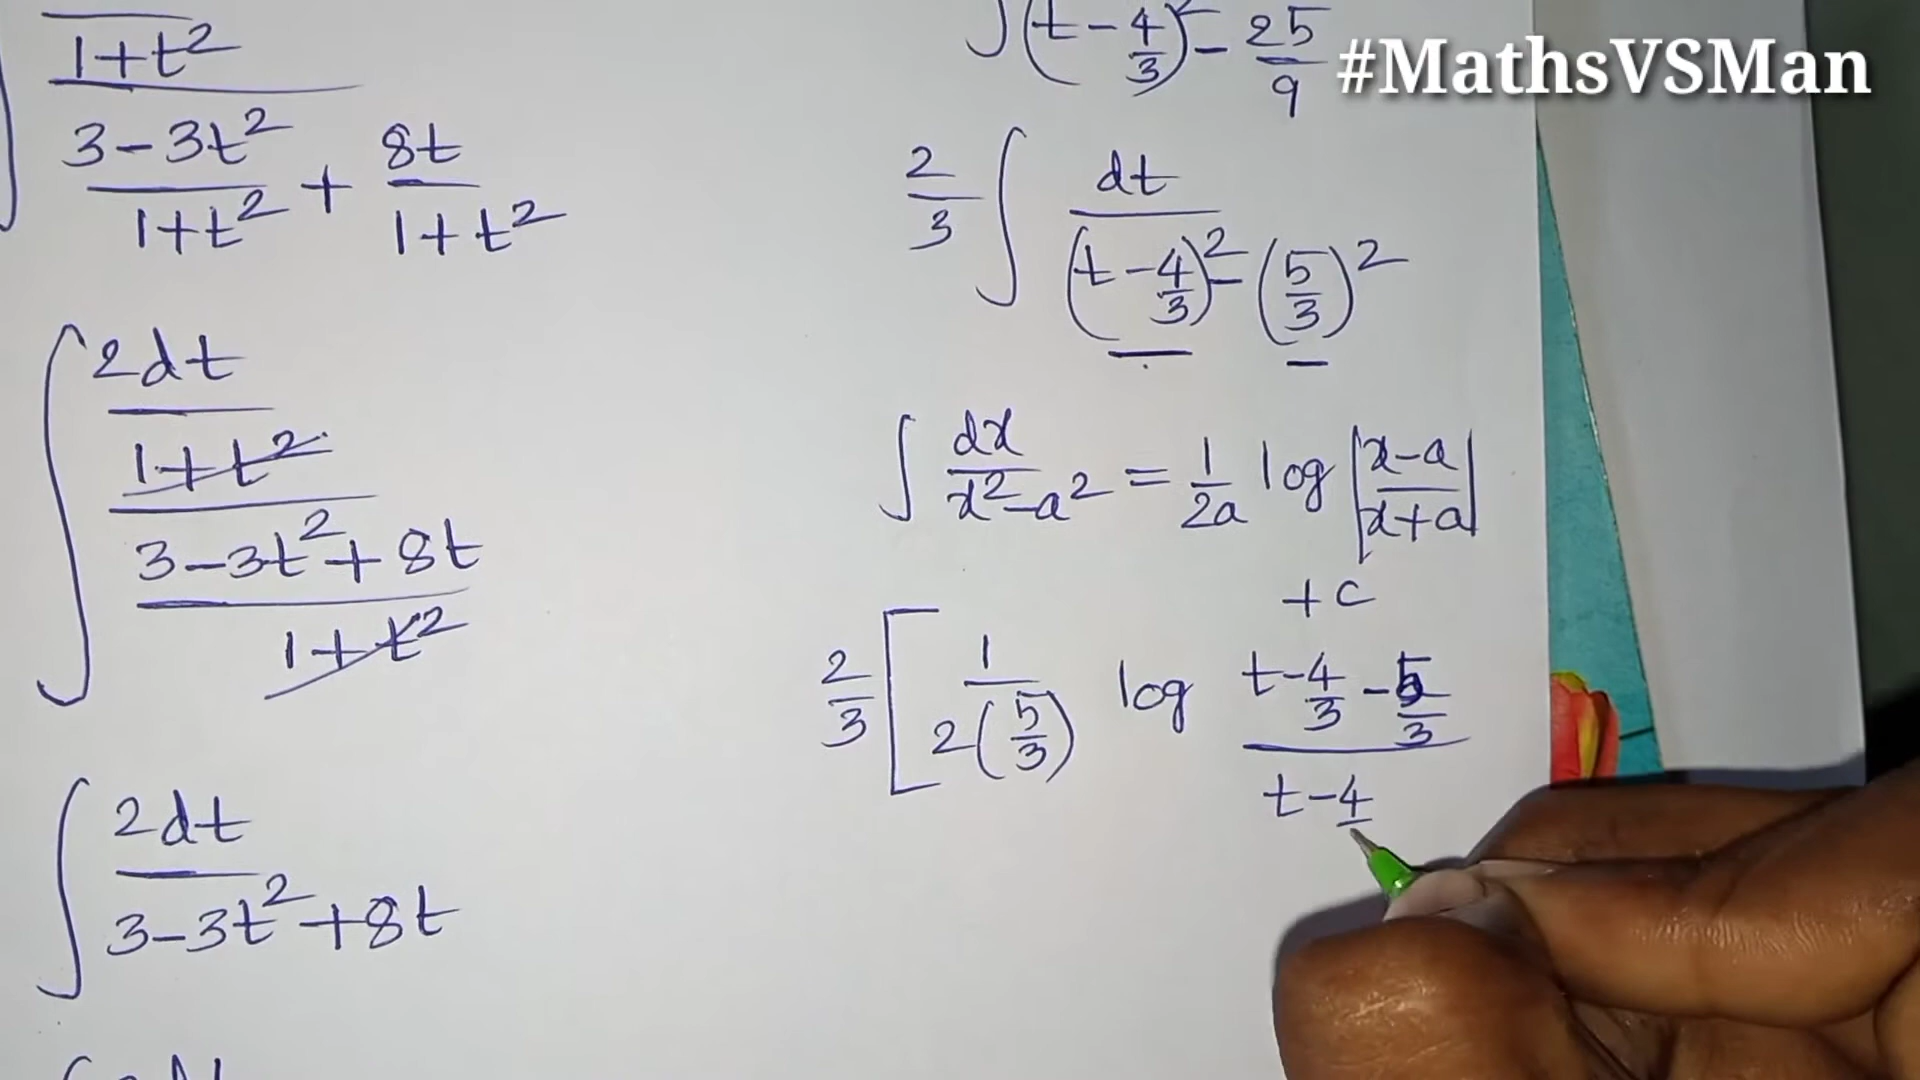 1+t²
3-3t² + 8t
1+t² 1+t²
∫ 2dt
1+t²
3-3t²+8t
1+t²
∫ 2dt
3-3t²+8t
∫(t-4/3)²-25/9
#MathsVSMan
2/3 ∫ dt
(t-4/3)²-(5/3)²
∫ dx/x²-a² = 1/2a log |x-a/x+a|
+c
2/3 [ 1/2(5/3) log t-4/3-5/3
t-4